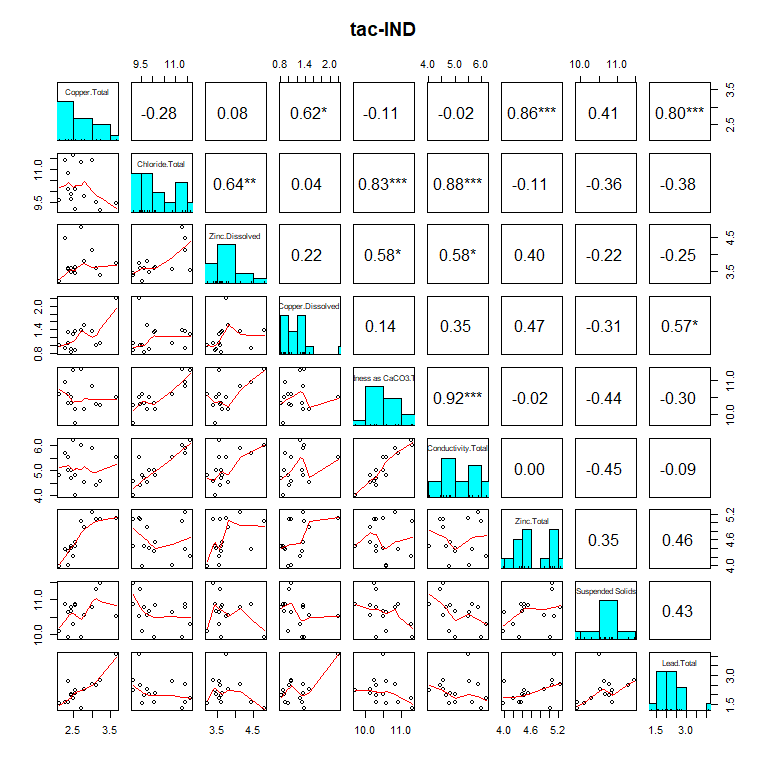 tac-IND
9.5 11.0 0.8 1.4 2.0 4.0 5.0 6.0 10.0 11.0
Copper.Total -0.28 0.08 0.62* -0.11 -0.02 0.86*** 0.41 0.80*** 2.5 3.5
9.5 11.0 Chloride.Total 0.64** 0.04 0.83*** 0.88*** -0.11 -0.36 -0.38
Zinc.Dissolved 0.22 0.58* 0.58* 0.40 -0.22 -0.25 3.5 4.5
0.8 1.4 2.0 Copper.Dissolved 0.14 0.35 0.47 -0.31 0.57*
dness as CaCO3.T 0.92*** -0.02 -0.44 -0.30 10.0 11.0
4.0 5.0 6.0 Conductivity.Total 0.00 -0.45 -0.09
Zinc.Total 0.35 0.46 4.0 4.6 5.2
10.0 11.0 Suspended Solids 0.43
Lead.Total 1.5 3.0
2.5 3.5 3.5 4.5 10.0 11.0 4.0 4.6 5.2 1.5 3.0